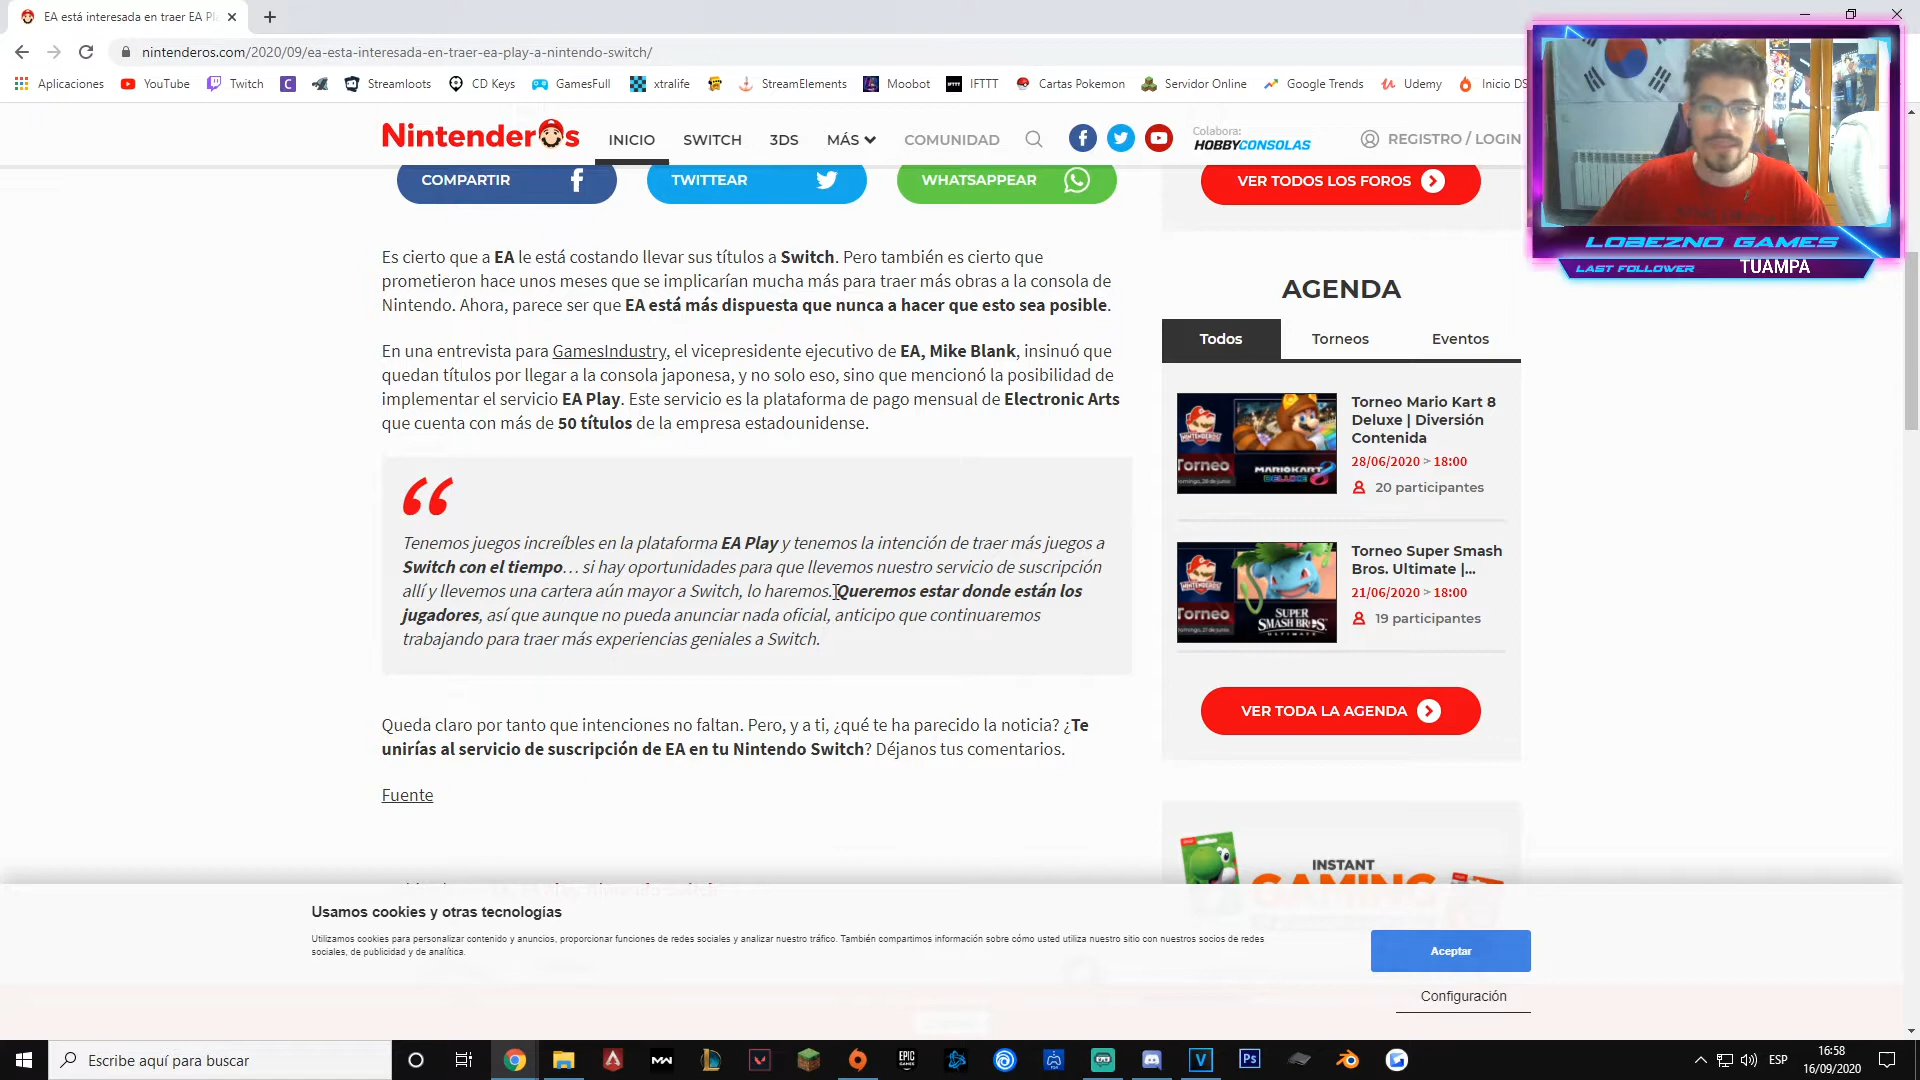 EA está interesada en traer EA Pl
nintenderos.com/2020/09/ea-esta-interesada-en-traer-ea-play-a-nintendo-switch/
Aplicaciones YouTube Twitch Streamloots CD Keys GamesFull xtralife StreamElements Moobot IFTTT Cartas Pokemon Servidor Online Google Trends Udemy Inicio DS
Nintenderos INICIO SWITCH 3DS MÁS COMUNIDAD Colabora: HOBBYCONSOLAS REGISTRO / LOGIN
COMPARTIR TWITTEAR WHATSAPPEAR
VER TODOS LOS FOROS
LOBEZNO GAMES
LAST FOLLOWER TUAMPA
Es cierto que a EA le está costando llevar sus títulos a Switch. Pero también es cierto que
prometieron hace unos meses que se implicarían mucho más para traer más obras a la consola de
Nintendo. Ahora, parece ser que EA está más dispuesta que nunca a hacer que esto sea posible.
En una entrevista para GamesIndustry, el vicepresidente ejecutivo de EA, Mike Blank, insinuó que
quedan títulos por llegar a la consola japonesa, y no solo eso, sino que mencionó la posibilidad de
implementar el servicio EA Play. Este servicio es la plataforma de pago mensual de Electronic Arts
que cuenta con más de 50 títulos de la empresa estadounidense.
Tenemos juegos increíbles en la plataforma EA Play y tenemos la intención de traer más juegos a
Switch con el tiempo… si hay oportunidades para que llevemos nuestro servicio de suscripción
allí y llevemos una cartera aún mayor a Switch, lo haremos. Queremos estar donde están los
jugadores, así que aunque no pueda anunciar nada oficial, anticipo que continuaremos
trabajando para traer más experiencias geniales a Switch.
Queda claro por tanto que intenciones no faltan. Pero, y a ti, ¿qué te ha parecido la noticia? ¿Te
unirías al servicio de suscripción de EA en tu Nintendo Switch? Déjanos tus comentarios.
Fuente
AGENDA
Todos Torneos Eventos
Torneo
MARIOKART 8
DELUXE
Torneo Mario Kart 8
Deluxe | Diversión
Contenida
28/06/2020 > 18:00
20 participantes
Torneo
SUPER
SMASH BROS.
ULTIMATE
Torneo Super Smash
Bros. Ultimate |...
21/06/2020 > 18:00
19 participantes
VER TODA LA AGENDA
INSTANT
GAMING
Usamos cookies y otras tecnologías
Utilizamos cookies para personalizar contenido y anuncios, proporcionar funciones de redes sociales y analizar nuestro tráfico. También compartimos información sobre cómo usted utiliza nuestro sitio con nuestros socios de redes
sociales, de publicidad y de analítica.
Aceptar
Configuración
Escribe aquí para buscar
EPIC GAMES
Ps
ESP
16:58
16/09/2020